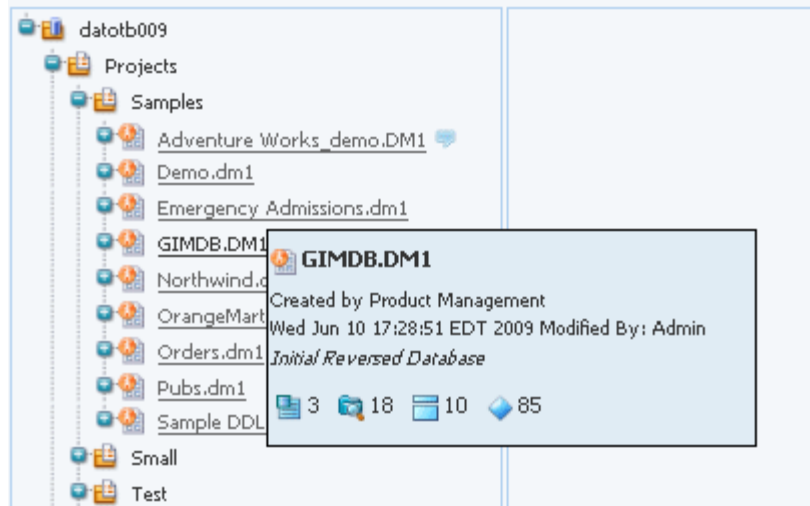 datotb009
Projects
Samples
Adventure Works_demo.DM1
Demo.dm1
Emergency Admissions.dm1
GIMDB.DM1
Northwind.
OrangeMart
Orders.dm1
Pubs.dm1
Sample DDL
Small
Test
GIMDB.DM1
Created by Product Management
Wed Jun 10 17:28:51 EDT 2009 Modified By: Admin
Initial Reversed Database
3 18 10 85